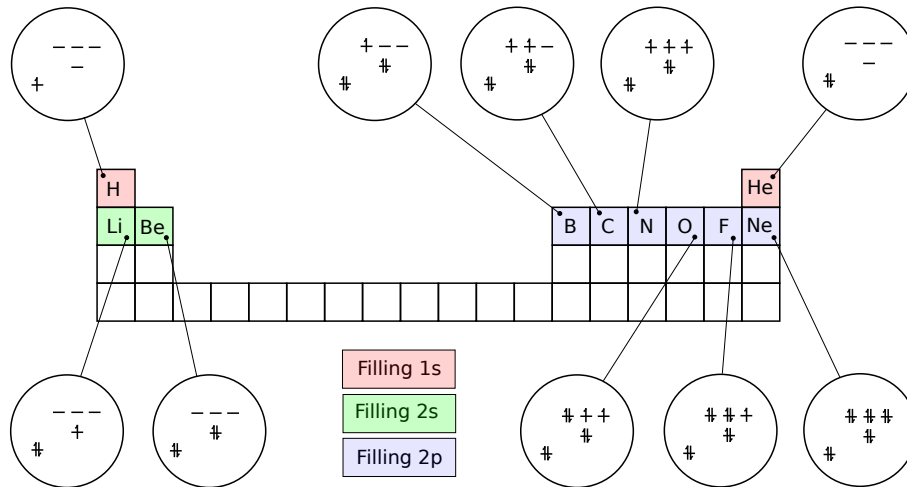 H
He
Li
Be
B
C
N
O
F
Ne
Filling 1s
Filling 2s
Filling 2p